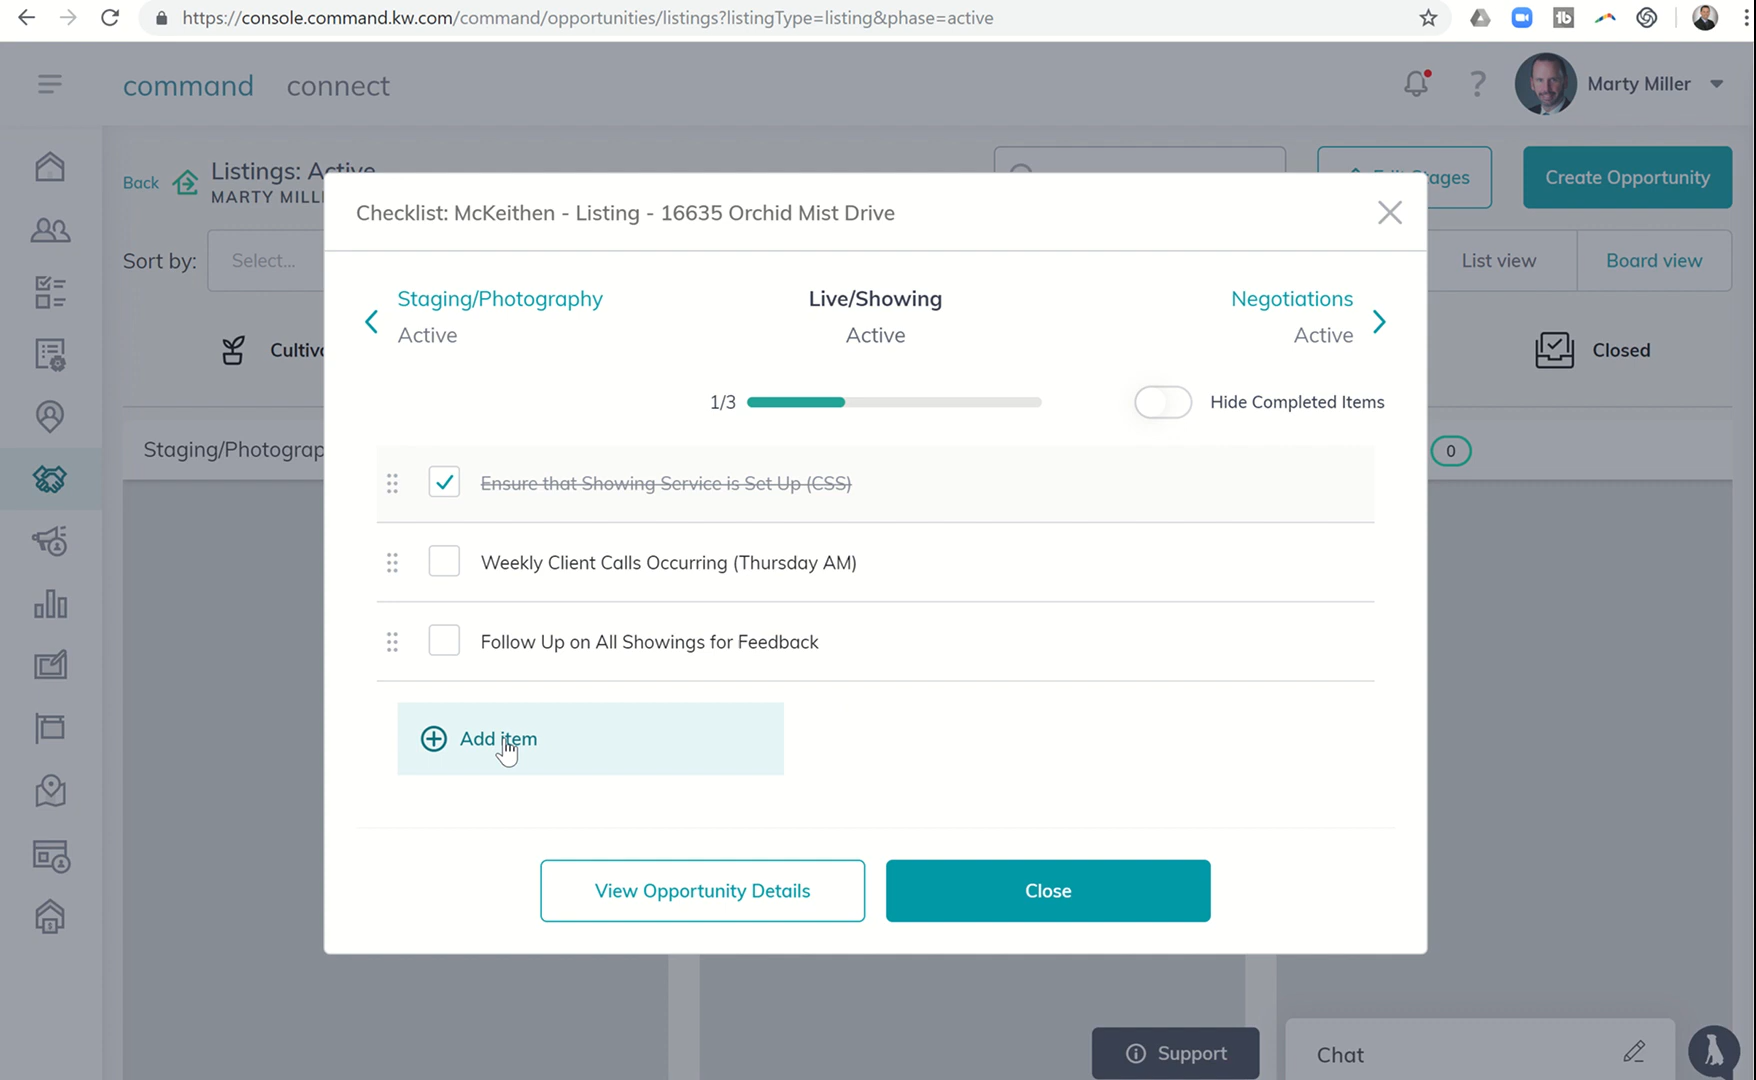 https://console.command.kw.com/command/opportunities/listings?listingType=listing&phase=active
command connect
Marty Miller
Back
Listings: Active
MARTY MILL
Create Opportunity
Sort by:
Select...
List view
Board view
Closed
Staging/Photograp
0
Checklist: McKeithen - Listing - 16635 Orchid Mist Drive
Staging/Photography
Active
Live/Showing
Active
Negotiations
Active
1/3
Hide Completed Items
Ensure that Showing Service is Set Up (CSS)
Weekly Client Calls Occurring (Thursday AM)
Follow Up on All Showings for Feedback
Add item
View Opportunity Details
Close
Support
Chat